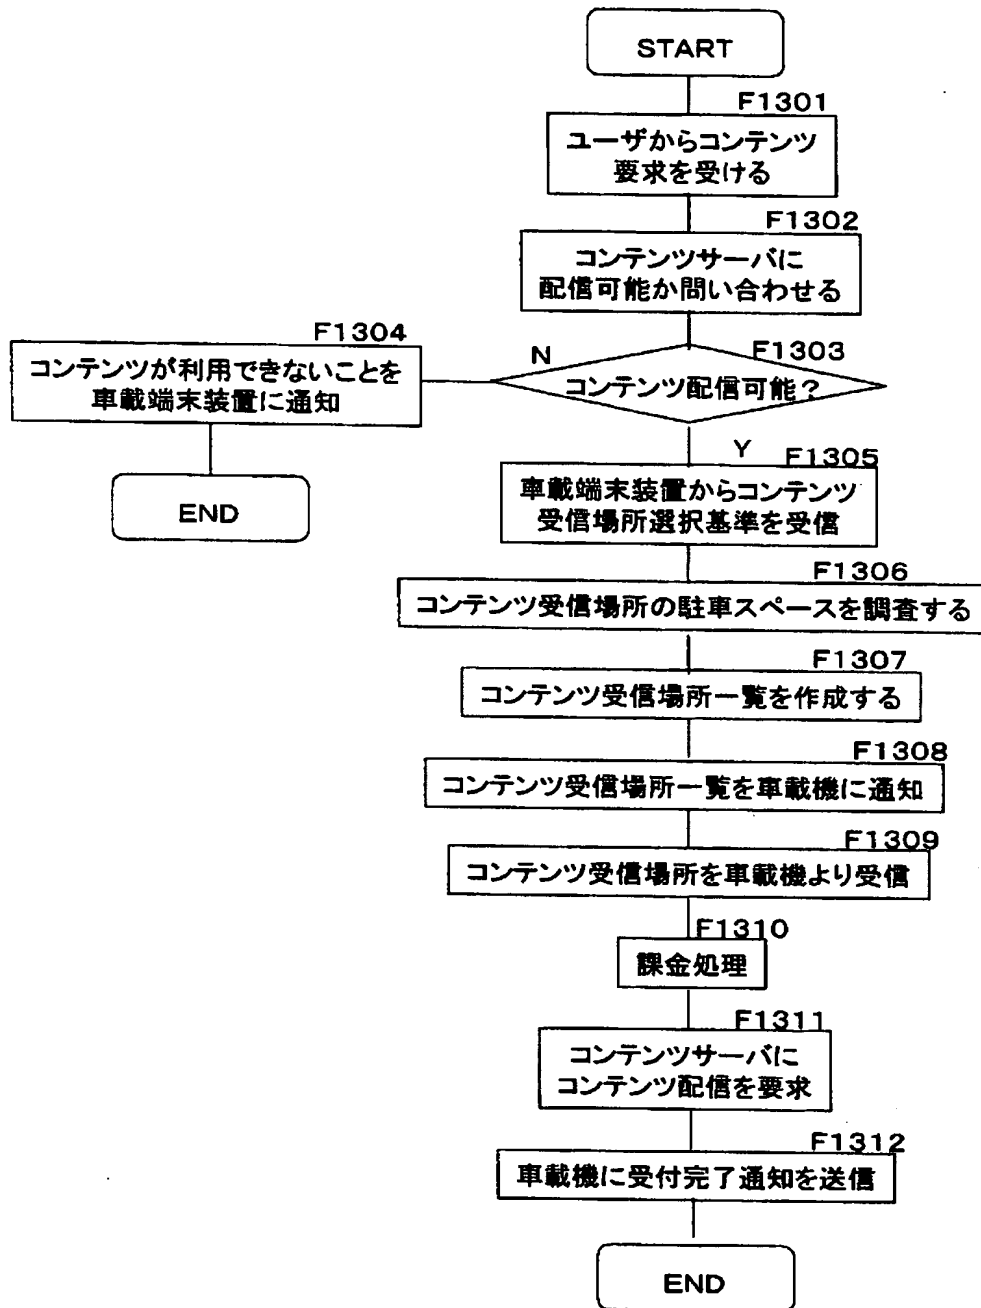 START
F1301
ユーザからコンテンツ
要求を受ける
F1302
コンテンツサーバに
配信可能か問い合わせる
F1303
コンテンツ配信可能？
N
F1304
コンテンツが利用できないことを
車載端末装置に通知
END
Y
F1305
車載端末装置からコンテンツ
受信場所選択基準を受信
F1306
コンテンツ受信場所の駐車スペースを調査する
F1307
コンテンツ受信場所一覧を作成する
F1308
コンテンツ受信場所一覧を車載機に通知
F1309
コンテンツ受信場所を車載機より受信
F1310
課金処理
F1311
コンテンツサーバに
コンテンツ配信を要求
F1312
車載機に受付完了通知を送信
END